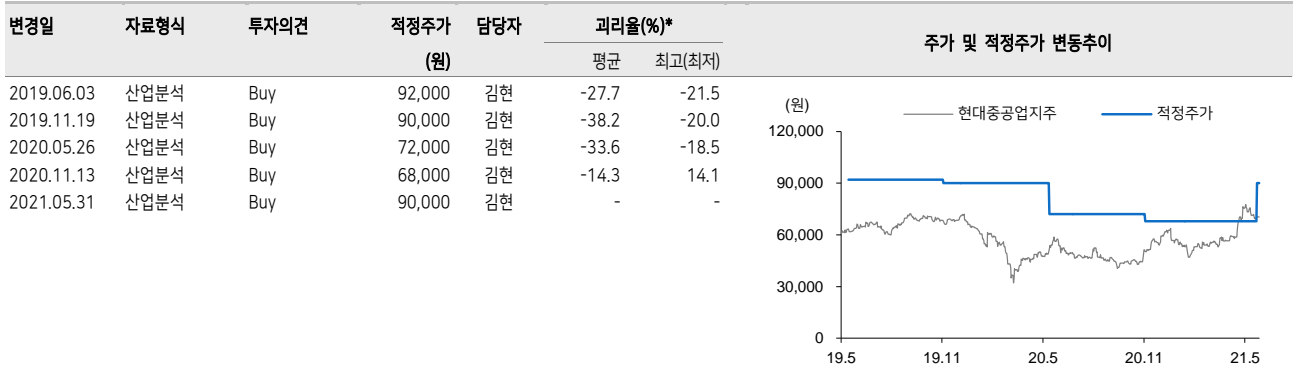 변경일 자료형식 투자의견 적정주가 담당자 괴리율(%)*
(원) 평균 최고(최저)
2019.06.03 산업분석 Buy 92,000 김현 -27.7 -21.5
2019.11.19 산업분석 Buy 90,000 김현 -38.2 -20.0
2020.05.26 산업분석 Buy 72,000 김현 -33.6 -18.5
2020.11.13 산업분석 Buy 68,000 김현 -14.3 14.1
2021.05.31 산업분석 Buy 90,000 김현 - -
주가 및 적정주가 변동추이
(원)
현대중공업지주 적정주가
120,000
90,000
60,000
30,000
0
19.5 19.11 20.5 20.11 21.5